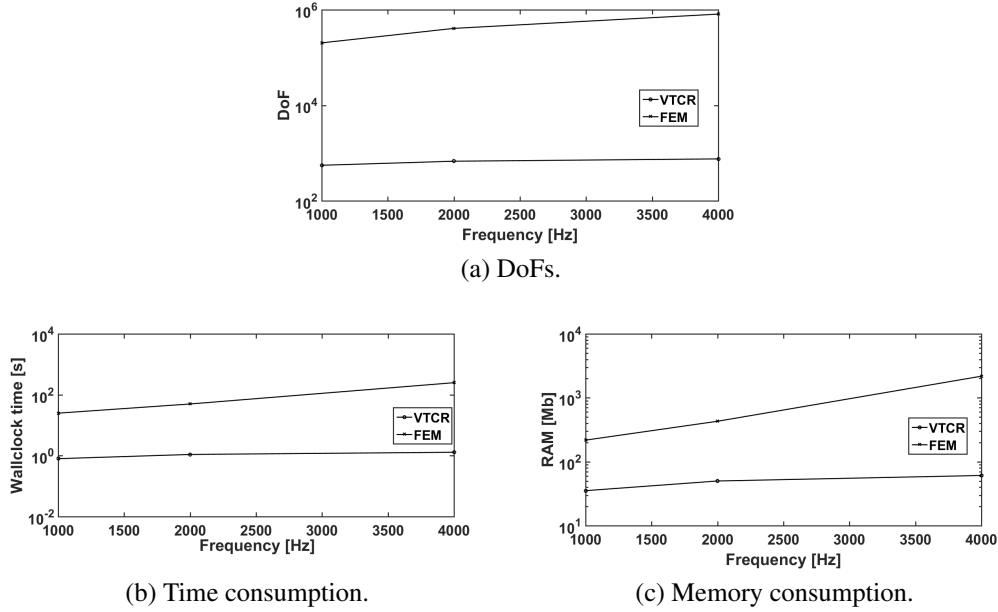 10^6
10^4
10^2
DoF
VTCR
FEM
1000 1500 2000 2500 3000 3500 4000
Frequency [Hz]
(a) DoFs.
10^4
10^2
10^0
10^-2
Wallclock time [s]
VTCR
FEM
1000 1500 2000 2500 3000 3500 4000
Frequency [Hz]
(b) Time consumption.
10^4
10^3
10^2
10^1
RAM [Mb]
VTCR
FEM
1000 1500 2000 2500 3000 3500 4000
Frequency [Hz]
(c) Memory consumption.